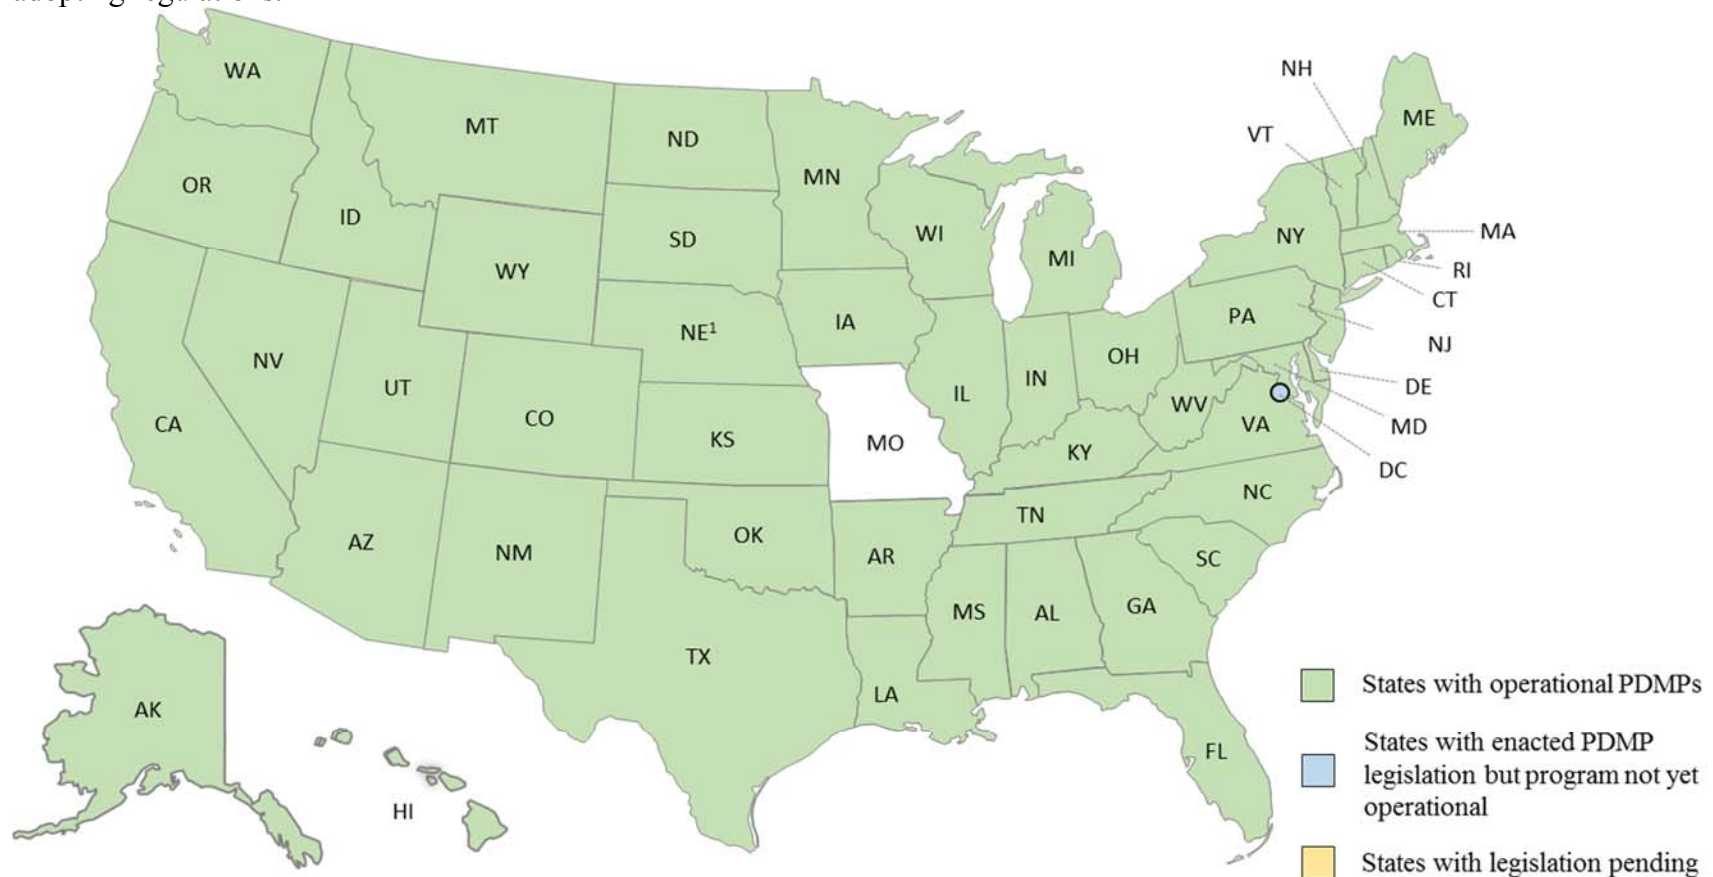 adopting regulations.
WA
MT
ND
MN
OR
ID
SD
WI
MI
WY
NH
ME
VT
NY
MA
RI
CT
NE¹
IA
PA
NJ
NV
UT
CO
IL
IN
OH
DE
CA
KS
MO
WV
VA
MD
KY
DC
AZ
NM
OK
AR
TN
NC
SC
MS
AL
GA
TX
LA
FL
AK
HI
States with operational PDMPs
States with enacted PDMP
legislation but program not yet
operational
States with legislation pending